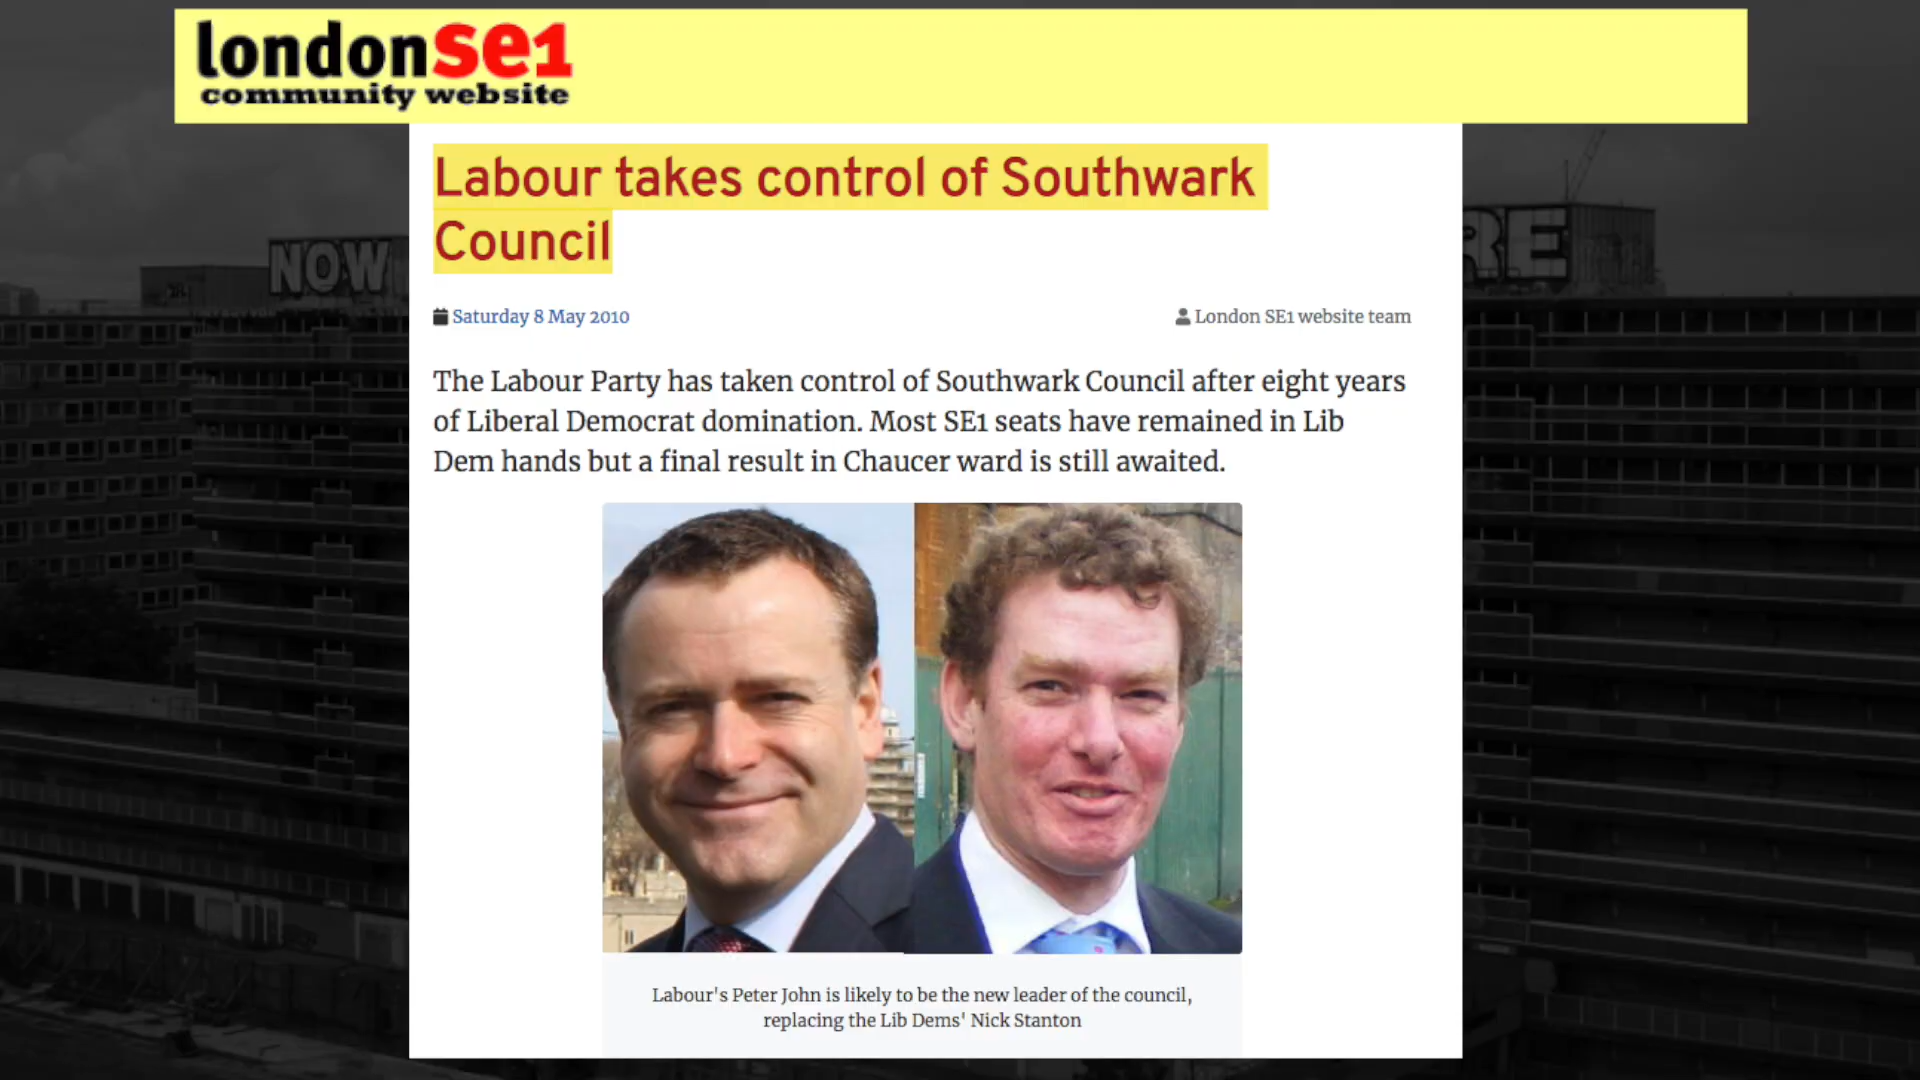 londonse1
community website
Labour takes control of Southwark
Council
NOW
RE
Saturday 8 May 2010
London SE1 website team
The Labour Party has taken control of Southwark Council after eight years
of Liberal Democrat domination. Most SE1 seats have remained in Lib
Dem hands but a final result in Chaucer ward is still awaited.
Labour's Peter John is likely to be the new leader of the council,
replacing the Lib Dems' Nick Stanton